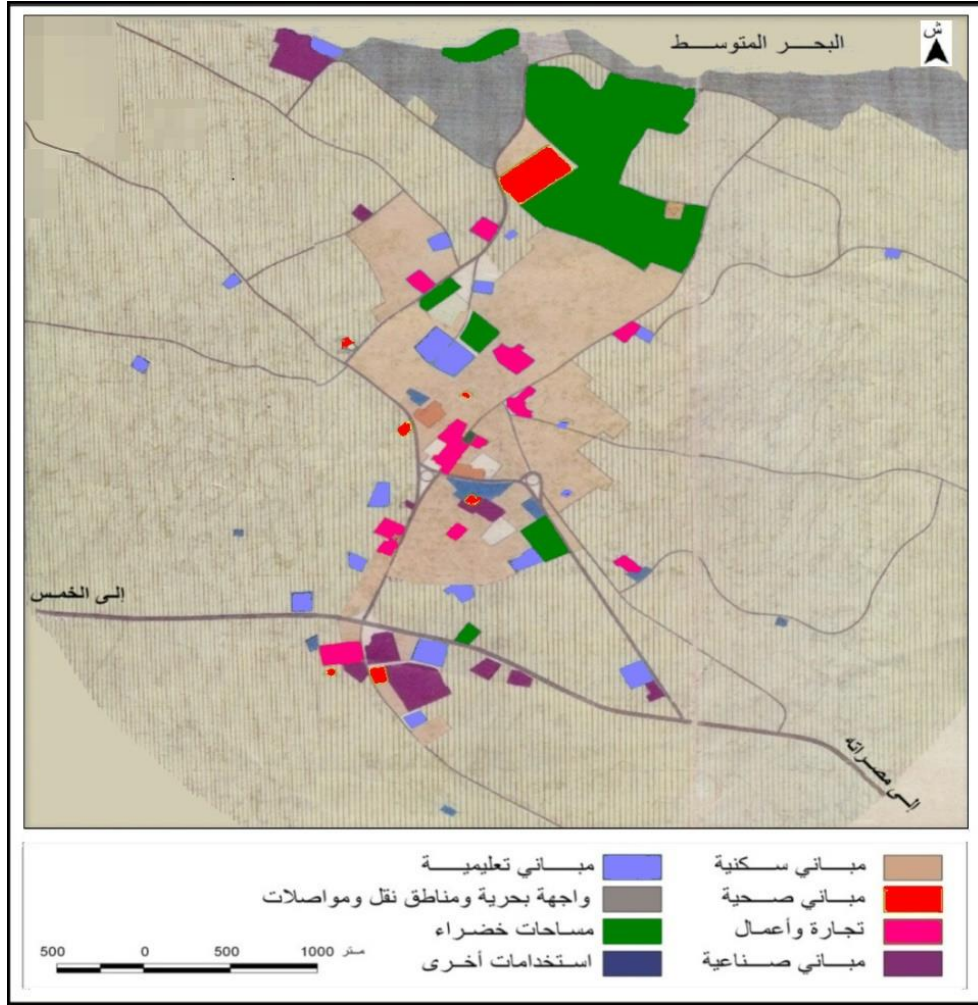 ش
البحر المتوسط
إلى الخمس
إلى مصراته
مباني سكنية
مباني تعليمية
مباني صحية
واجهة بحرية ومناطق نقل ومواصلات
تجارة وأعمال
مساحات خضراء
مباني صناعية
استخدامات أخرى
500 0 500 1000 متر